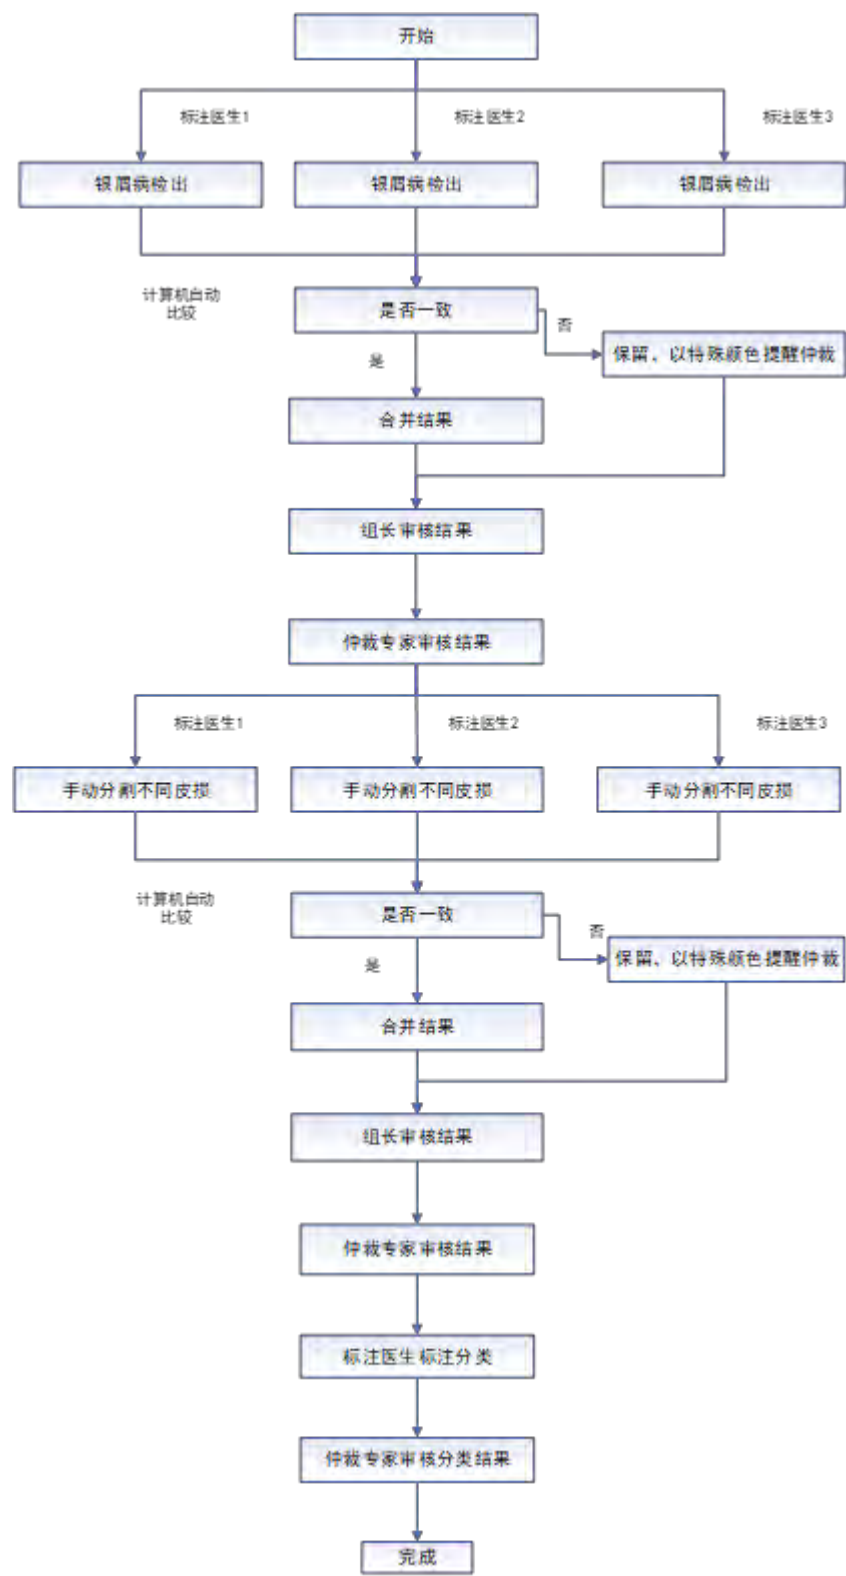 开始
标注医生1
标注医生2
标注医生3
银屑病检出
银屑病检出
银屑病检出
计算机自动
比较
是否一致
否
保留、以特殊颜色提醒仲裁
是
合并结果
组长审核结果
仲裁专家审核结果
标注医生1
标注医生2
标注医生3
手动分割不同皮损
手动分割不同皮损
手动分割不同皮损
计算机自动
比较
是否一致
否
保留、以特殊颜色提醒仲裁
是
合并结果
组长审核结果
仲裁专家审核结果
标注医生标注分类
仲裁专家审核分类结果
完成